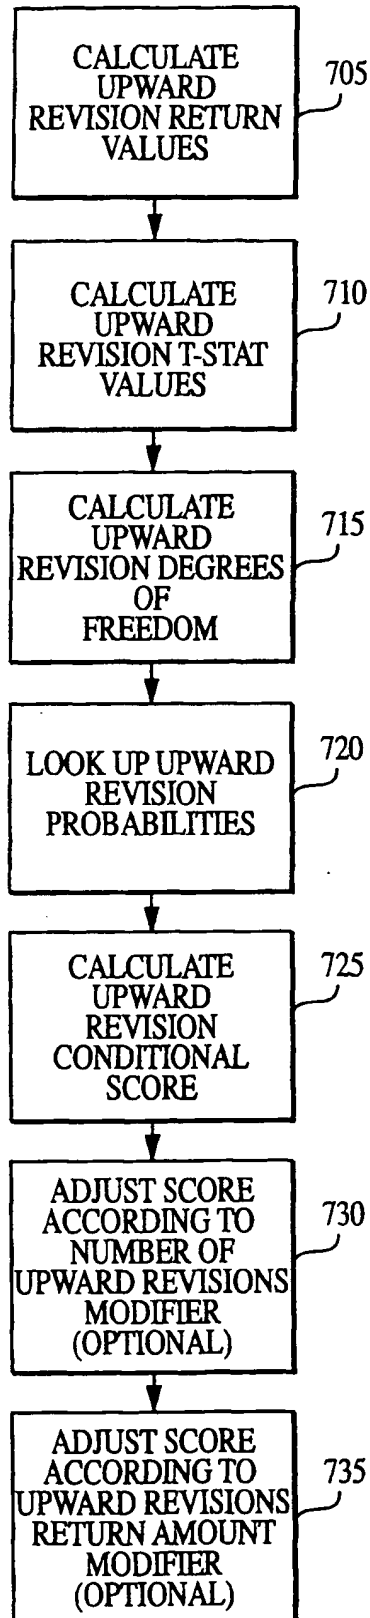 CALCULATE
UPWARD
REVISION RETURN
VALUES
705
CALCULATE
UPWARD
REVISION T-STAT
VALUES
710
CALCULATE
UPWARD
REVISION DEGREES
OF
FREEDOM
715
LOOK UP UPWARD
REVISION
PROBABILITIES
720
CALCULATE
UPWARD
REVISION
CONDITIONAL
SCORE
725
ADJUST SCORE
ACCORDING TO
NUMBER OF
UPWARD REVISIONS
MODIFIER
(OPTIONAL)
730
ADJUST SCORE
ACCORDING TO
UPWARD REVISIONS
RETURN AMOUNT
MODIFIER
(OPTIONAL)
735